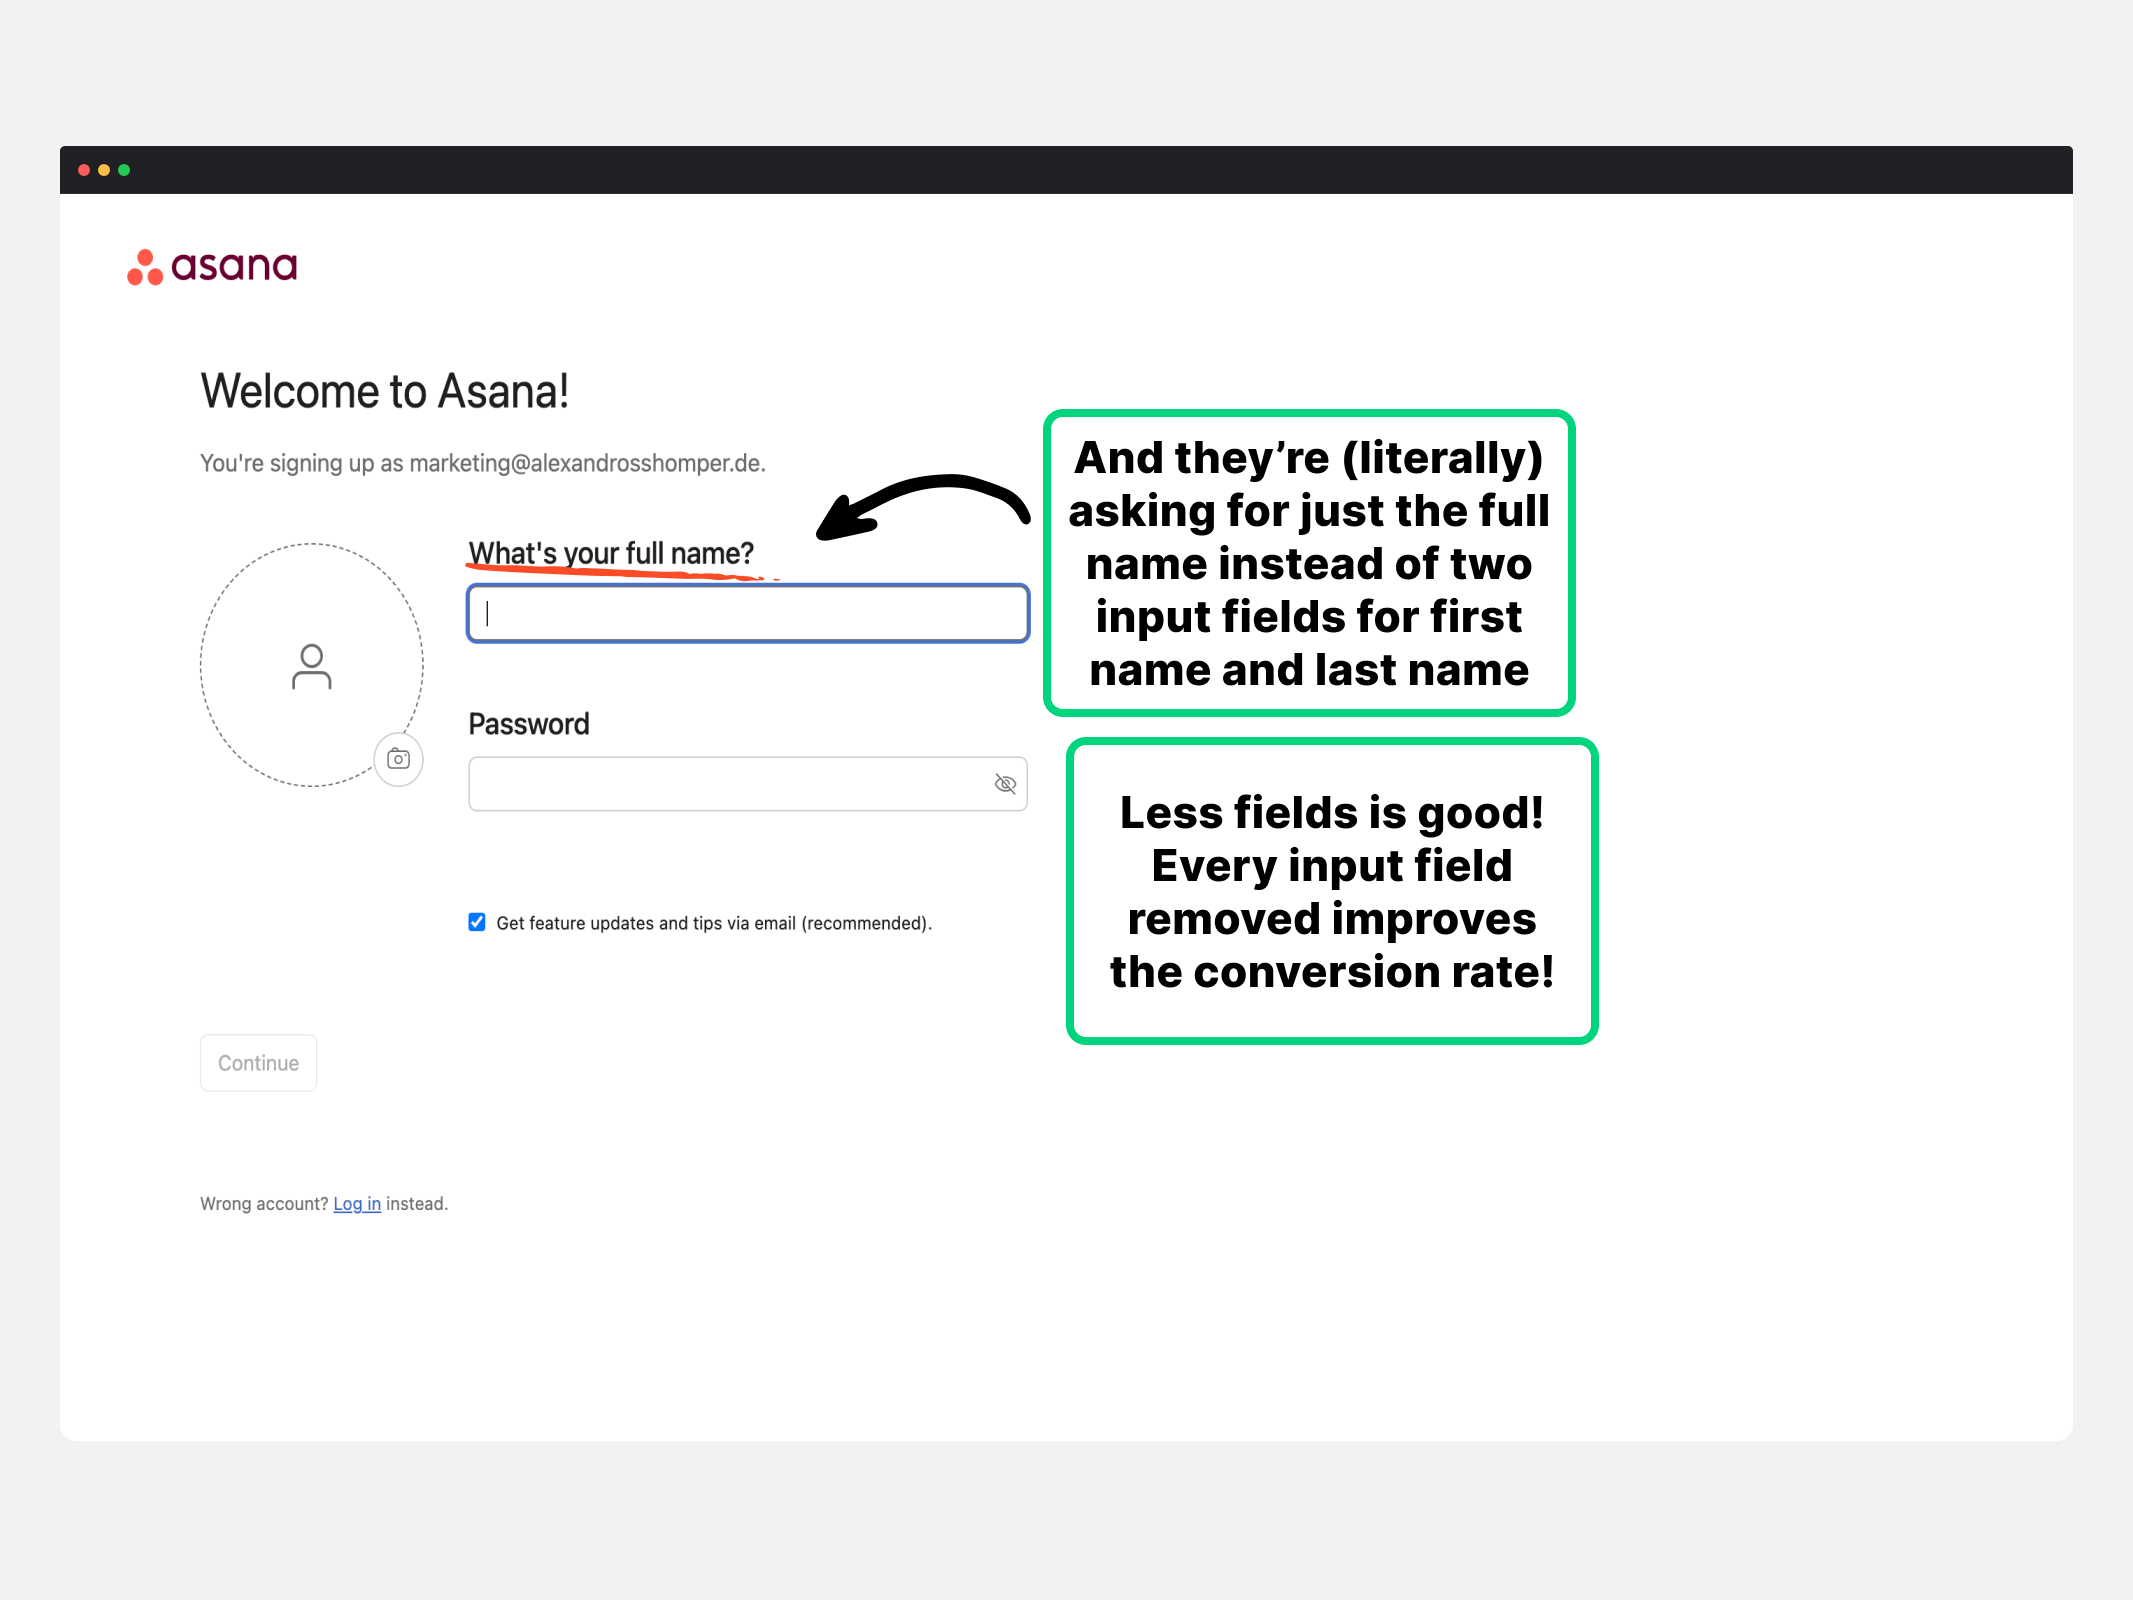 asana
Welcome to Asana!
You're signing up as marketing@alexandrosshomper.de.
What's your full name?
Password
Get feature updates and tips via email (recommended).
Continue
Wrong account? Log in instead.
And they’re (literally)
asking for just the full
name instead of two
input fields for first
name and last name
Less fields is good!
Every input field
removed improves
the conversion rate!